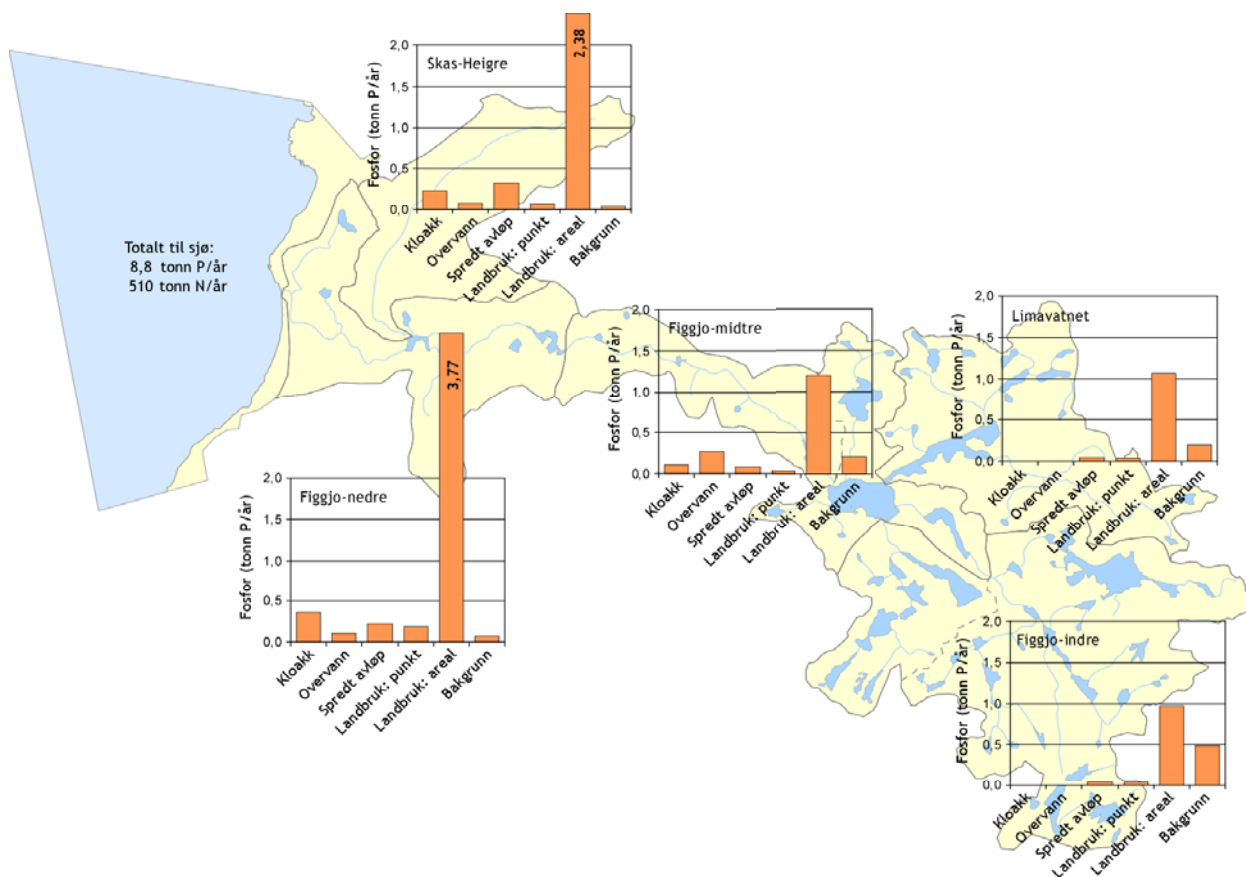 Skas-Heigre
Fosfor (tonn P/år)
2,0
1,5
1,0
0,5
0,0
2,38
Kloakk
Overvann
Spredt avløp
Landbruk: punkt
Landbruk: areal
Bakgrunn
Totalt til sjø:
8,8 tonn P/år
510 tonn N/år
Figgjo-midtre
Fosfor (tonn P/år)
2,0
1,5
1,0
0,5
0,0
Kloakk
Overvann
Spredt avløp
Landbruk: punkt
Landbruk: areal
Bakgrunn
Limavatnet
Fosfor (tonn P/år)
2,0
1,5
1,0
0,5
0,0
Kloakk
Overvann
Spredt avløp
Landbruk: punkt
Landbruk: areal
Bakgrunn
Figgjo-nedre
Fosfor (tonn P/år)
2,0
1,5
1,0
0,5
0,0
3,77
Kloakk
Overvann
Spredt avløp
Landbruk: punkt
Landbruk: areal
Bakgrunn
Figgjo-indre
Fosfor (tonn P/år)
2,0
1,5
1,0
0,5
0,0
Kloakk
Overvann
Spredt avløp
Landbruk: punkt
Landbruk: areal
Bakgrunn